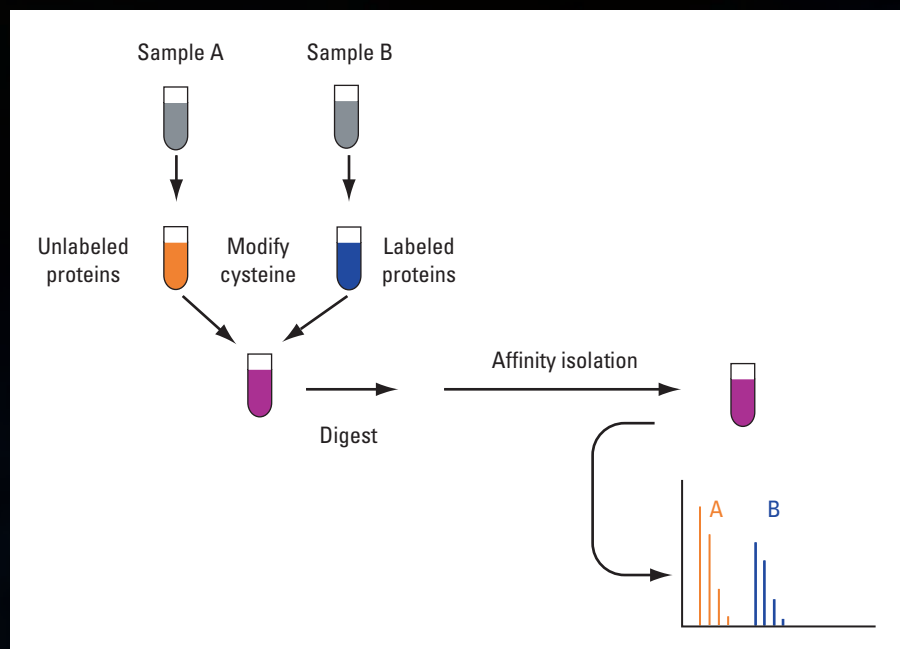 Sample A
Sample B
Unlabeled
proteins
Modify
cysteine
Labeled
proteins
Affinity isolation
Digest
A
B